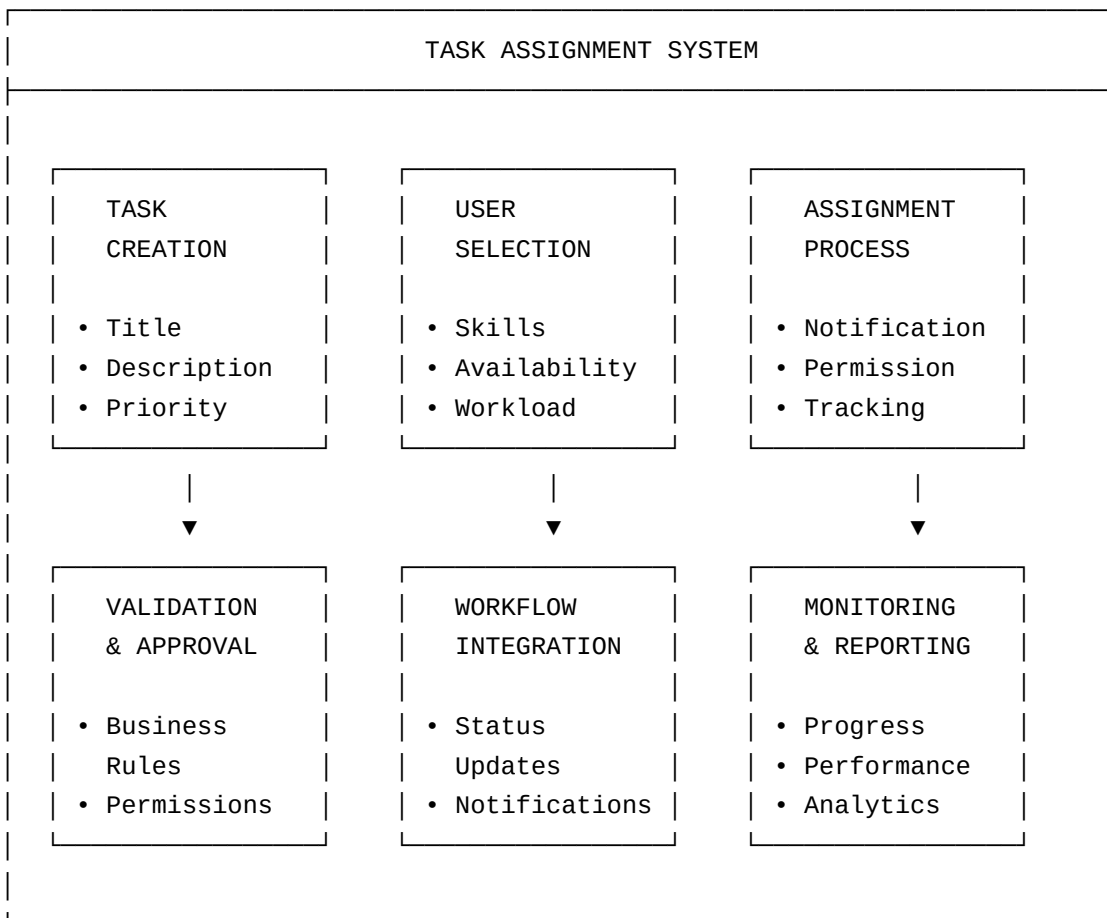 TASK ASSIGNMENT SYSTEM
TASK
CREATION
• Title
• Description
• Priority
USER
SELECTION
• Skills
• Availability
• Workload
ASSIGNMENT
PROCESS
• Notification
• Permission
• Tracking
VALIDATION
& APPROVAL
• Business
Rules
• Permissions
WORKFLOW
INTEGRATION
• Status
Updates
• Notifications
MONITORING
& REPORTING
• Progress
• Performance
• Analytics